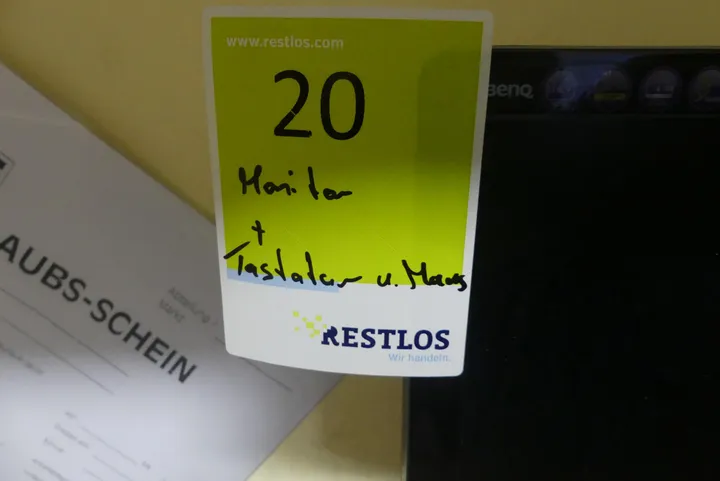 www.restlos.com
20
Monitor
+
Tastatur u. Maus
RESTLOS
Wir handeln.
BenQ
AUBS-SCHEIN